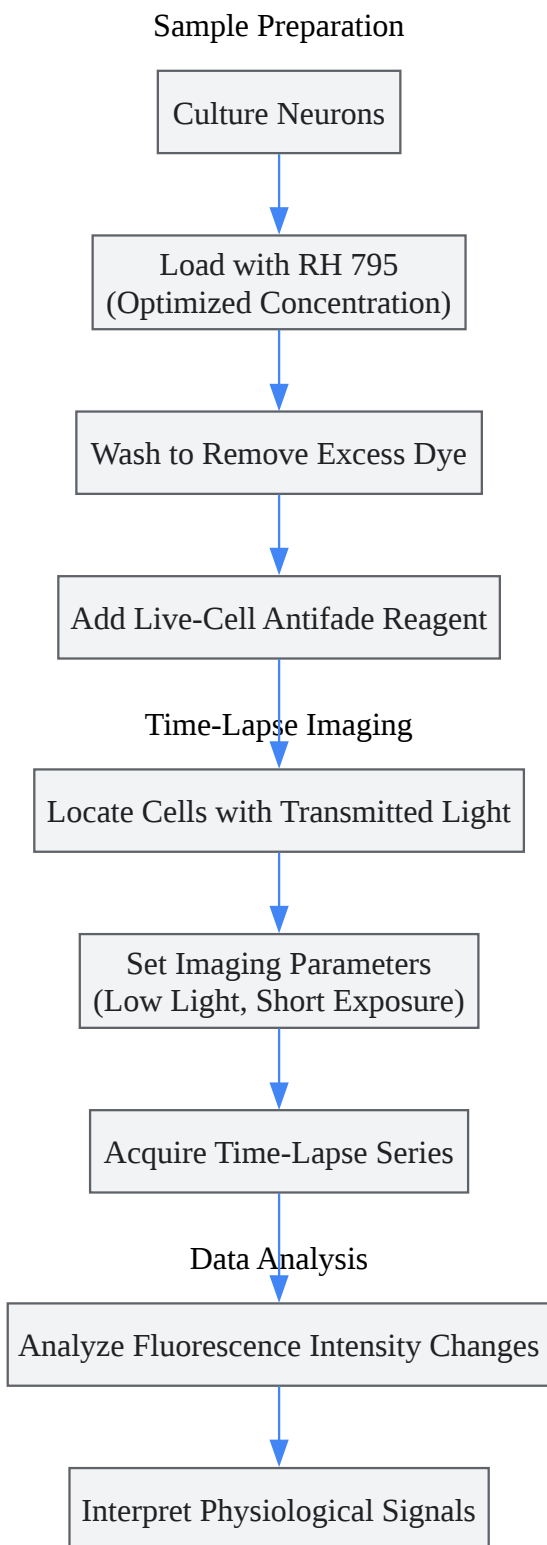 Sample Preparation
Culture Neurons
Load with RH 795
(Optimized Concentration)
Wash to Remove Excess Dye
Add Live-Cell Antifade Reagent
Time-Lapse Imaging
Locate Cells with Transmitted Light
Set Imaging Parameters
(Low Light, Short Exposure)
Acquire Time-Lapse Series
Data Analysis
Analyze Fluorescence Intensity Changes
Interpret Physiological Signals